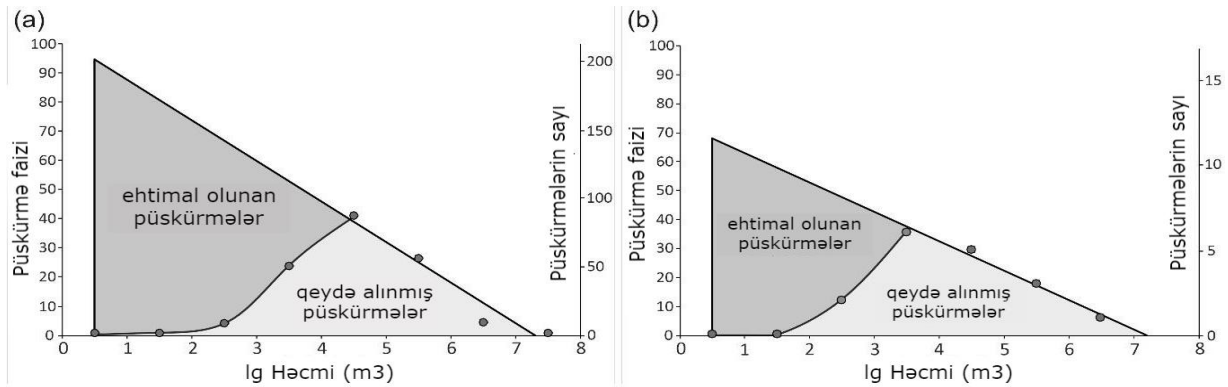 (a)
100
90
80
70
60
50
40
30
20
10
0
Püskürmə faizi
ehtimal olunan
püskürmələr
qeydə alınmış
püskürmələr
200
150
100
50
0
Püskürmələrin sayı
0 1 2 3 4 5 6 7 8
lg Həcmi (m3)
(b)
100
90
80
70
60
50
40
30
20
10
0
Püskürmə faizi
ehtimal olunan
püskürmələr
qeydə alınmış
püskürmələr
15
10
5
0
Püskürmələrin sayı
0 1 2 3 4 5 6 7 8
lg Həcmi (m3)